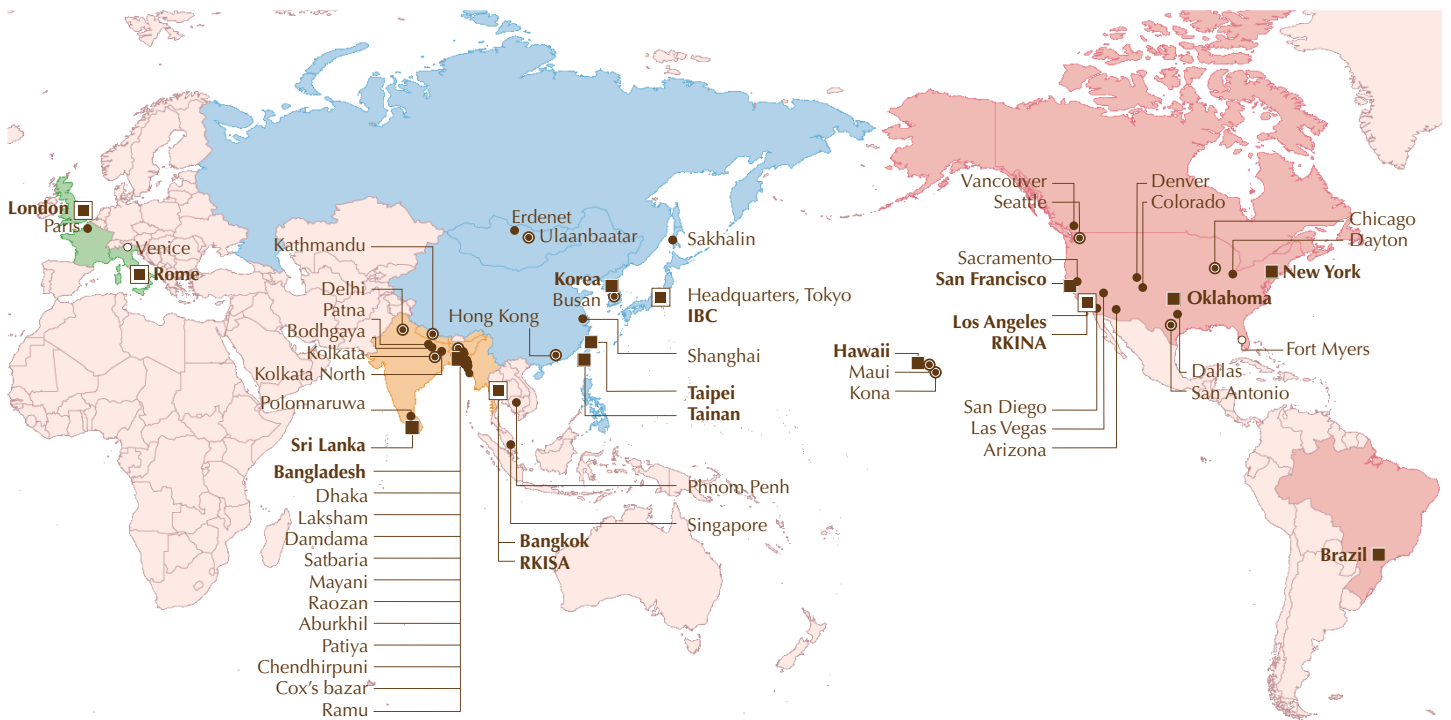 London
Paris
Venice
Rome
Kathmandu
Delhi
Patna
Bodhgaya
Kolkata
Kolkata North
Polonnaruwa
Sri Lanka
Bangladesh
Dhaka
Laksham
Damdama
Satbaria
Mayani
Raozan
Aburkhil
Patiya
Chendhirpuni
Cox's bazar
Ramu
Erdenet
Ulaanbaatar
Sakhalin
Korea
Busan
Headquarters, Tokyo
IBC
Hong Kong
Shanghai
Taipei
Tainan
Phnom Penh
Singapore
Bangkok
RKISA
Vancouver
Seattle
Sacramento
San Francisco
Los Angeles
RKINA
Hawaii
Maui
Kona
San Diego
Las Vegas
Arizona
Denver
Colorado
Chicago
Dayton
New York
Oklahoma
Fort Myers
Dallas
San Antonio
Brazil